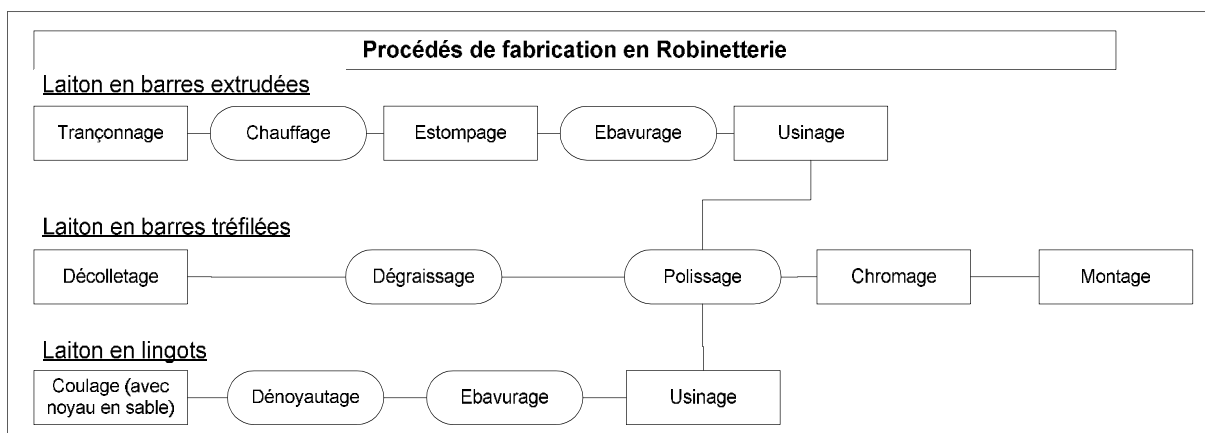 Procédés de fabrication en Robinetterie
Laiton en barres extrudées
Trançonnage
Chauffage
Estompage
Ebavurage
Usinage
Laiton en barres tréfilées
Décolletage
Dégraissage
Polissage
Chromage
Montage
Laiton en lingots
Coulage (avec
noyau en sable)
Dénoyautage
Ebavurage
Usinage